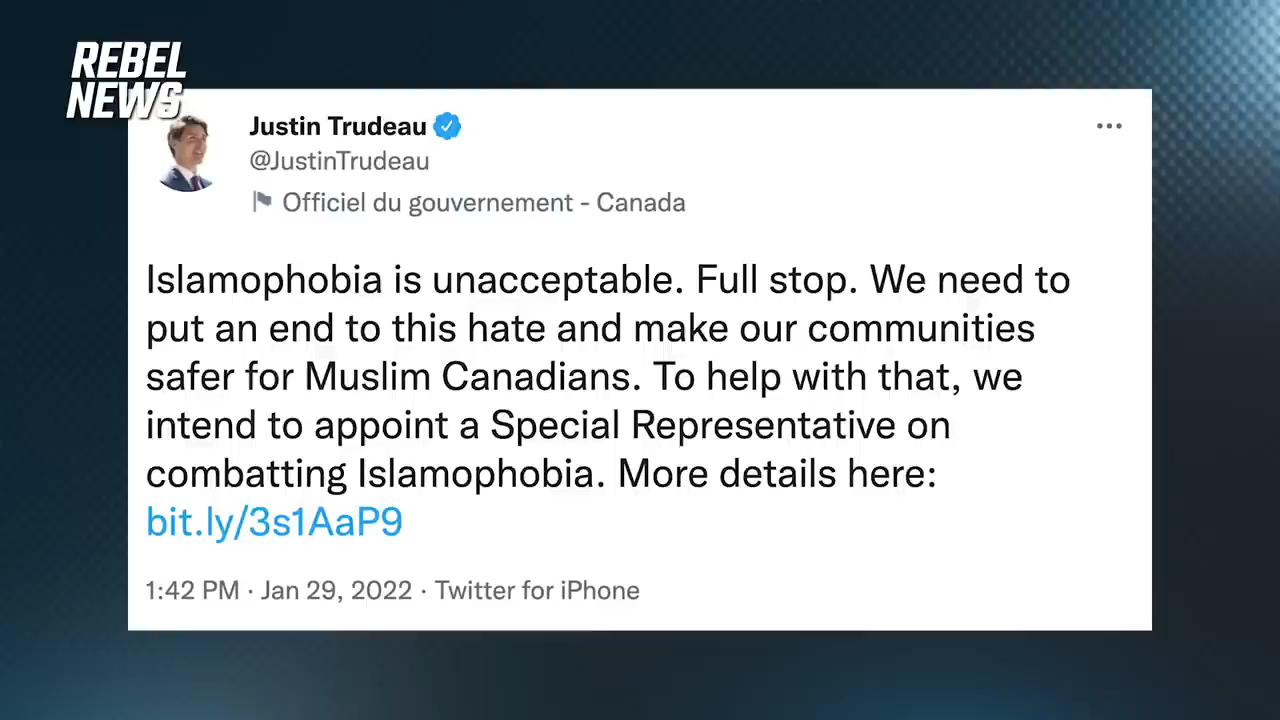 REBEL
NEWS
Justin Trudeau
@JustinTrudeau
Officiel du gouvernement - Canada
Islamophobia is unacceptable. Full stop. We need to
put an end to this hate and make our communities
safer for Muslim Canadians. To help with that, we
intend to appoint a Special Representative on
combatting Islamophobia. More details here:
bit.ly/3s1AaP9
1:42 PM · Jan 29, 2022 · Twitter for iPhone